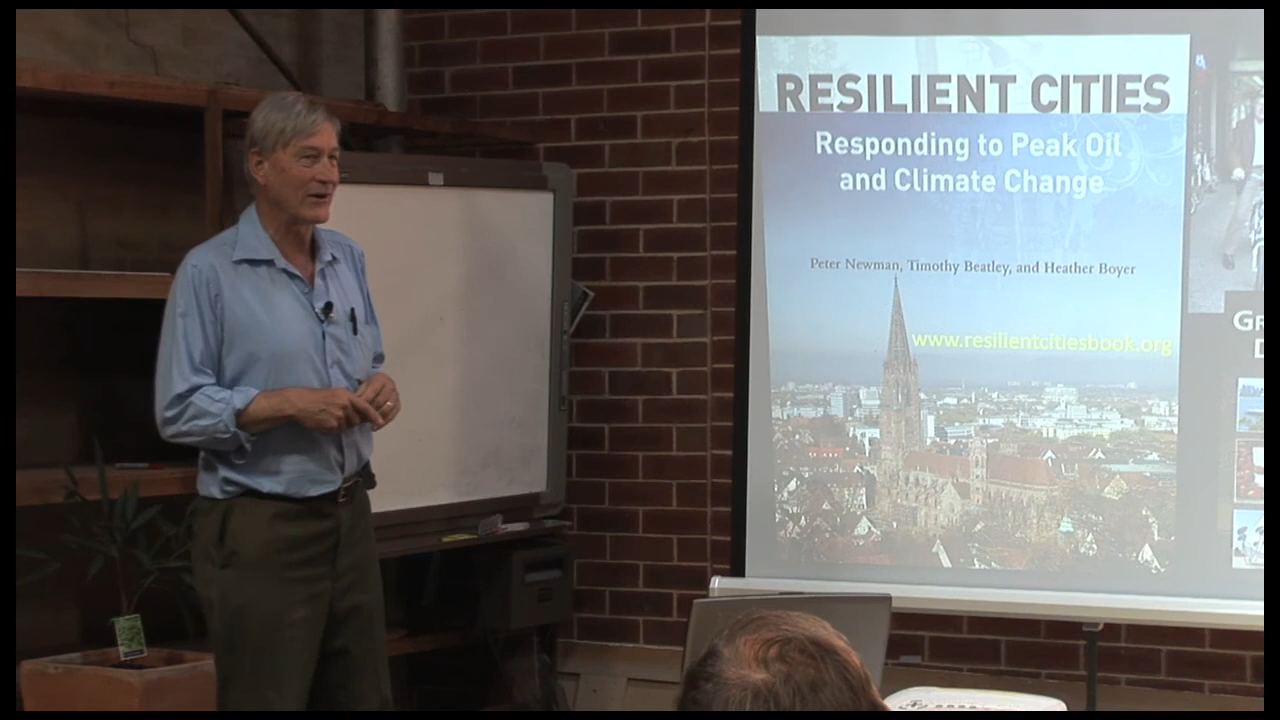 RESILIENT CITIES
Responding to Peak Oil
and Climate Change
Peter Newman, Timothy Beatley, and Heather Boyer
www.resilientcitiesbook.org